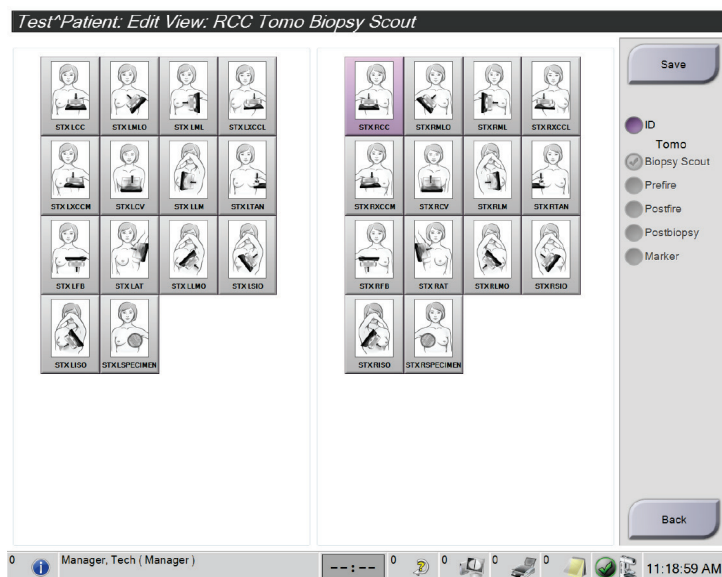 Test^Patient: Edit View: RCC Tomo Biopsy Scout
STX LCC STX LMLO STX LML STX LXCCL
STX LXCCM STX LCV STX LLM STX LTAN
STX LFB STX LAT STX LLMO STX LSIO
STX LISO STX LSPECIMEN
STX RCC STX RMLO STX RML STX RXCCL
STX RXCCM STX RCV STX RLM STX RTAN
STX RFB STX RAT STX RLMO STX RSIO
STX RISO STX RSPECIMEN
Save
ID
Tomo
Biopsy Scout
Prefire
Postfire
Postbiopsy
Marker
Back
0 Manager, Tech ( Manager ) --:-- 0 0 0 0 11:18:59 AM